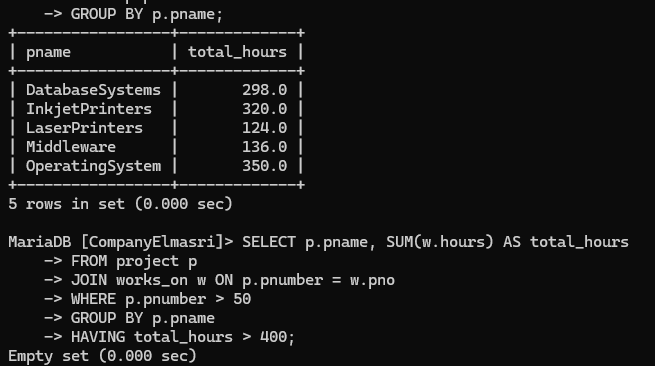 -> GROUP BY p.pname;
+-----------------+-------------+
| pname           | total_hours |
+-----------------+-------------+
| DatabaseSystems |       298.0 |
| InkjetPrinters  |       320.0 |
| LaserPrinters   |       124.0 |
| Middleware      |       136.0 |
| OperatingSystem |       350.0 |
+-----------------+-------------+
5 rows in set (0.000 sec)

MariaDB [CompanyElmasri]> SELECT p.pname, SUM(w.hours) AS total_hours
    -> FROM project p
    -> JOIN works_on w ON p.pnumber = w.pno
    -> WHERE p.pnumber > 50
    -> GROUP BY p.pname
    -> HAVING total_hours > 400;
Empty set (0.000 sec)